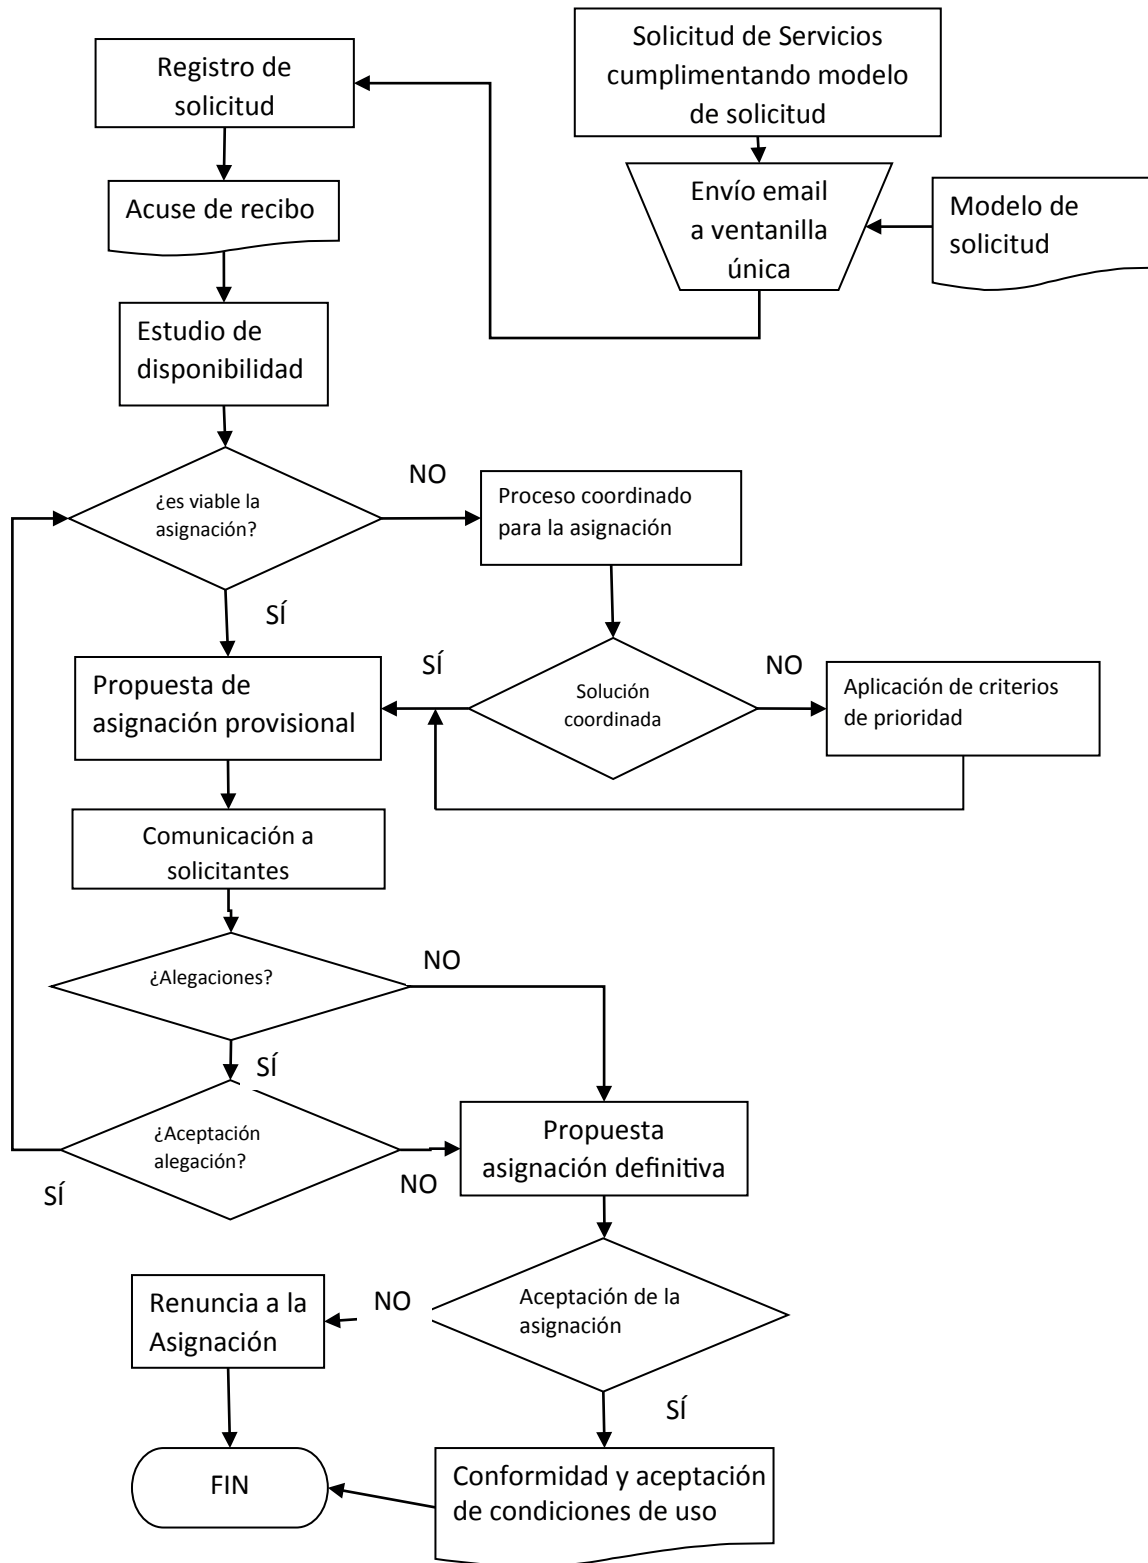 Solicitud de Servicios
cumplimentando modelo
de solicitud
Registro de
solicitud
Envío email
a ventanilla
única
Modelo de
solicitud
Acuse de recibo
Estudio de
disponibilidad
¿es viable la
asignación?
NO
Proceso coordinado
para la asignación
SÍ
Propuesta de
asignación provisional
SÍ
Solución
coordinada
NO
Aplicación de criterios
de prioridad
Comunicación a
solicitantes
¿Alegaciones?
NO
SÍ
¿Aceptación
alegación?
SÍ
NO
Propuesta
asignación definitiva
Aceptación de la
asignación
NO
Renuncia a la
Asignación
SÍ
Conformidad y aceptación
de condiciones de uso
FIN